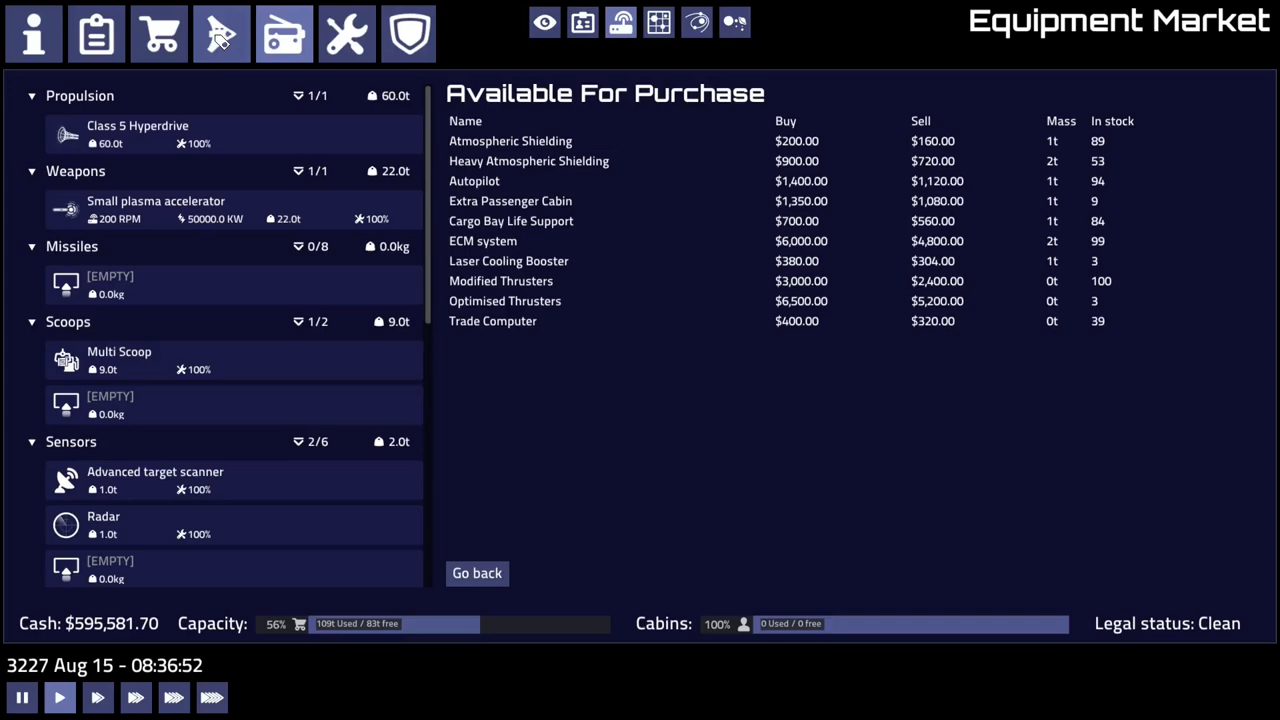 Equipment Market
Propulsion 1/1 60.0t
Class 5 Hyperdrive
60.0t 100%
Weapons 1/1 22.0t
Small plasma accelerator
200 RPM 50000.0 KW 22.0t 100%
Missiles 0/8 0.0kg
[EMPTY]
0.0kg
Scoops 1/2 9.0t
Multi Scoop
9.0t 100%
[EMPTY]
0.0kg
Sensors 2/6 2.0t
Advanced target scanner
1.0t 100%
Radar
1.0t 100%
[EMPTY]
0.0kg
Available For Purchase
Name Buy Sell Mass In stock
Atmospheric Shielding $200.00 $160.00 1t 89
Heavy Atmospheric Shielding $900.00 $720.00 2t 53
Autopilot $1,400.00 $1,120.00 1t 94
Extra Passenger Cabin $1,350.00 $1,080.00 1t 9
Cargo Bay Life Support $700.00 $560.00 1t 84
ECM system $6,000.00 $4,800.00 2t 99
Laser Cooling Booster $380.00 $304.00 1t 3
Modified Thrusters $3,000.00 $2,400.00 0t 100
Optimised Thrusters $6,500.00 $5,200.00 0t 3
Trade Computer $400.00 $320.00 0t 39
Go back
Cash: $595,581.70 Capacity: 56% 109t Used / 83t free Cabins: 100% 0 Used / 0 free Legal status: Clean
3227 Aug 15 - 08:36:52